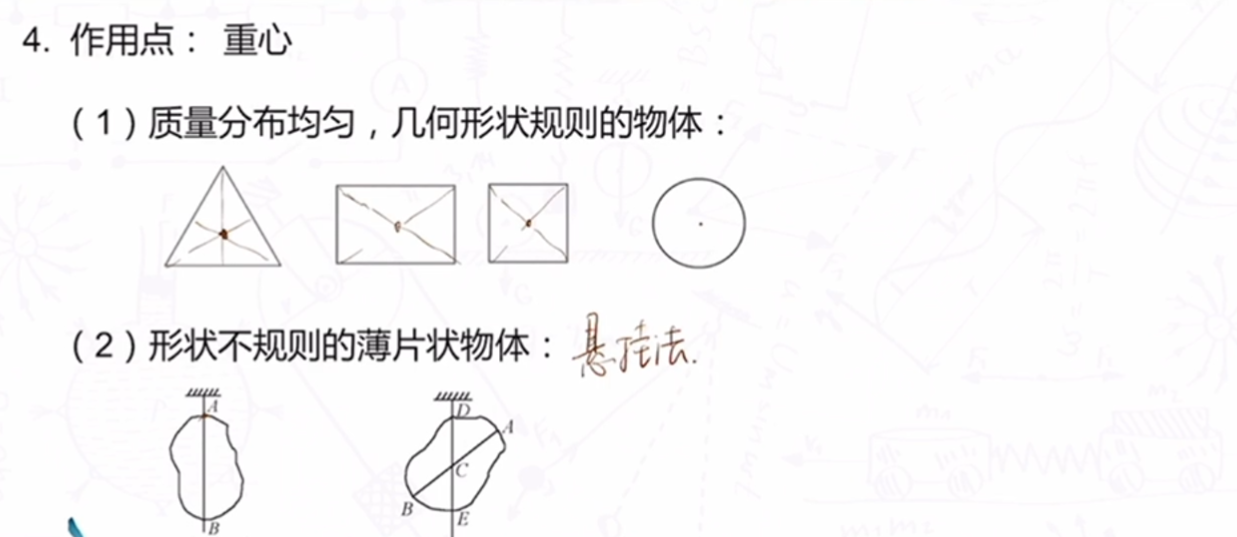 4. 作用点： 重心
（1）质量分布均匀，几何形状规则的物体：
（2）形状不规则的薄片状物体：悬挂法.
A
B
D
A
C
B
E